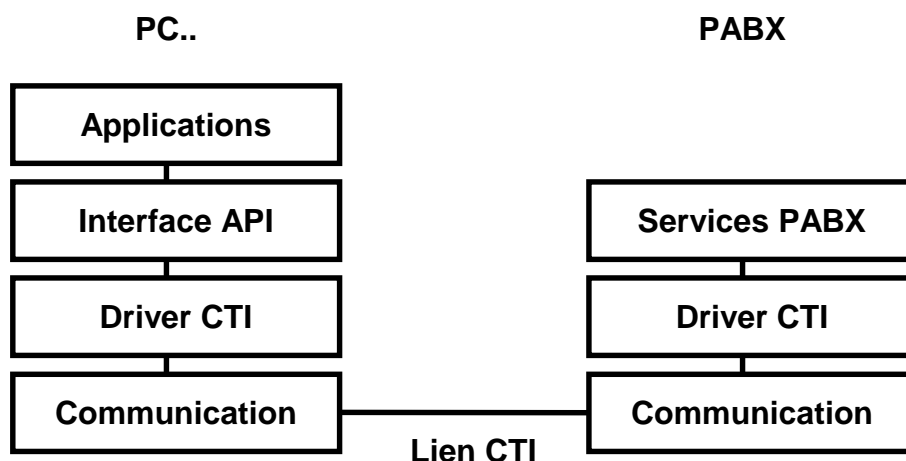 PC..
PABX
Applications
Interface API
Services PABX
Driver CTI
Driver CTI
Communication
Communication
Lien CTI